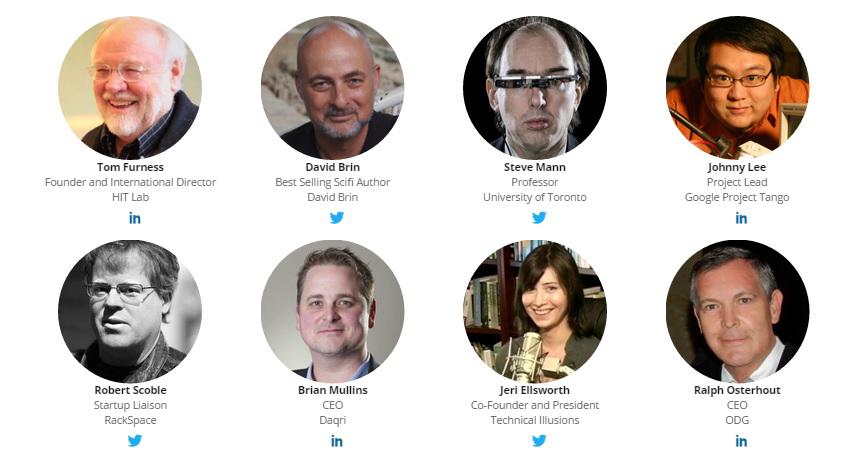 Tom Furness
Founder and International Director
HIT Lab
in
David Brin
Best Selling Scifi Author
David Brin
Steve Mann
Professor
University of Toronto
Johnny Lee
Project Lead
Google Project Tango
in
Robert Scoble
Startup Liaison
RackSpace
Brian Mullins
CEO
Daqri
in
Jeri Ellsworth
Co-Founder and President
Technical Illusions
Ralph Osterhout
CEO
ODG
in